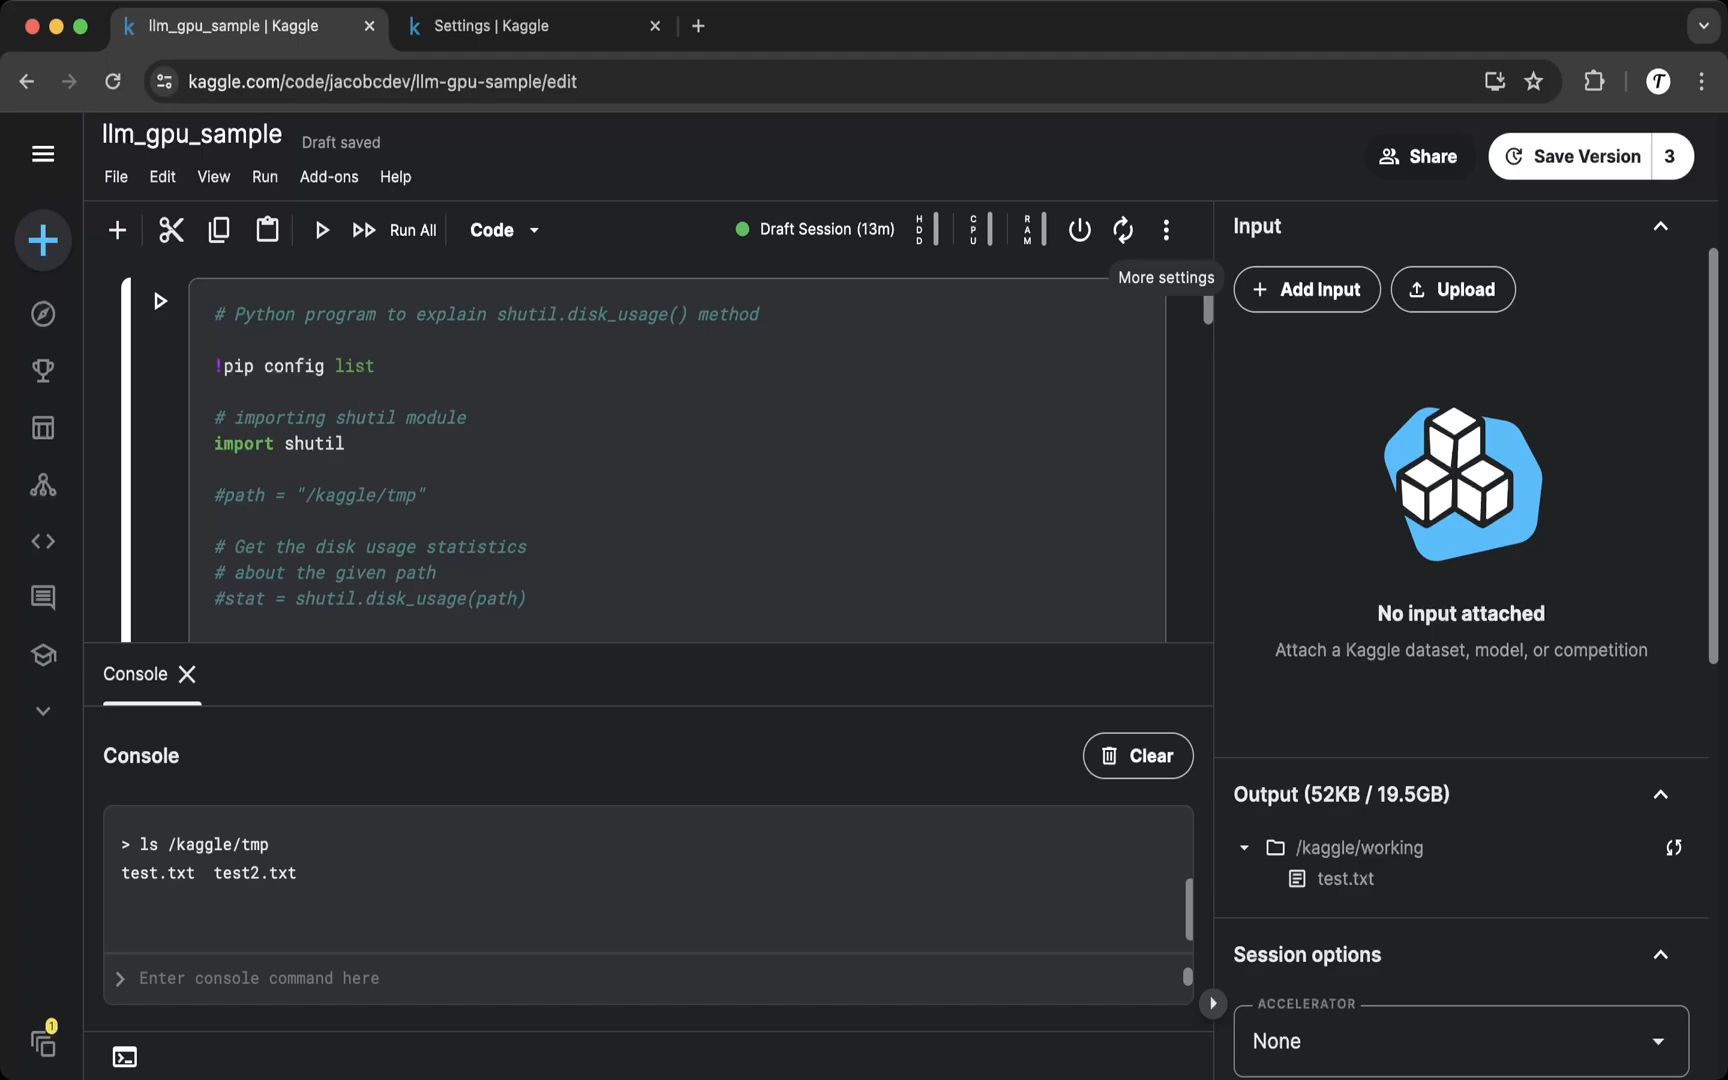 llm_gpu_sample | Kaggle
Settings | Kaggle
kaggle.com/code/jacobcdev/llm-gpu-sample/edit
T
llm_gpu_sample
Draft saved
File Edit View Run Add-ons Help
Share
Save Version 3
Run All
Code
Draft Session (13m)
HDD
CPU
RAM
More settings
# Python program to explain shutil.disk_usage() method
!pip config list
# importing shutil module
import shutil
#path = "/kaggle/tmp"
# Get the disk usage statistics
# about the given path
#stat = shutil.disk_usage(path)
Console
Console
Clear
> ls /kaggle/tmp
test.txt  test2.txt
Enter console command here
1
Input
Add Input
Upload
No input attached
Attach a Kaggle dataset, model, or competition
Output (52KB / 19.5GB)
/kaggle/working
test.txt
Session options
ACCELERATOR
None